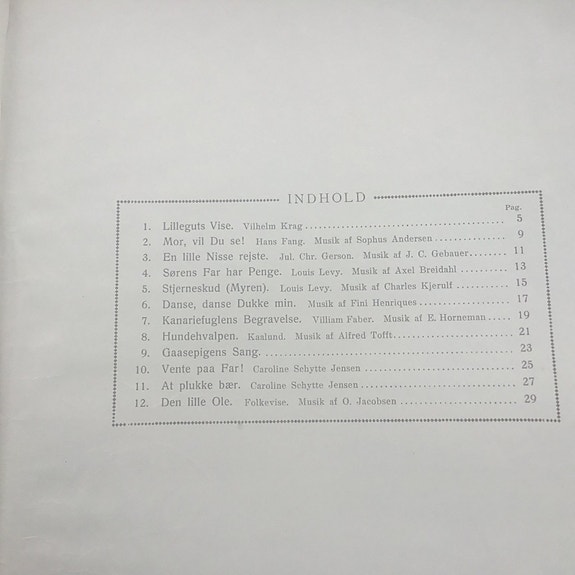 INDHOLD
Pag.
1. Lilleguts Vise. Vilhelm Krag 5
2. Mor, vil Du se! Hans Fang. Musik af Sophus Andersen 9
3. En lille Nisse rejste. Jul. Chr. Gerson. Musik af J. C. Gebauer 11
4. Sørens Far har Penge. Louis Levy. Musik af Axel Breidahl 13
5. Stjerneskud (Myren). Louis Levy. Musik af Charles Kjerulf 15
6. Danse, danse Dukke min. Musik af Fini Henriques 17
7. Kanariefuglens Begravelse. Villiam Faber. Musik af E. Horneman 19
8. Hundehvalpen. Kaalund. Musik af Alfred Tofft 21
9. Gaasepigens Sang. 23
10. Vente paa Far! Caroline Schytte Jensen 25
11. At plukke bær. Caroline Schytte Jensen 27
12. Den lille Ole. Folkevise. Musik af O. Jacobsen 29